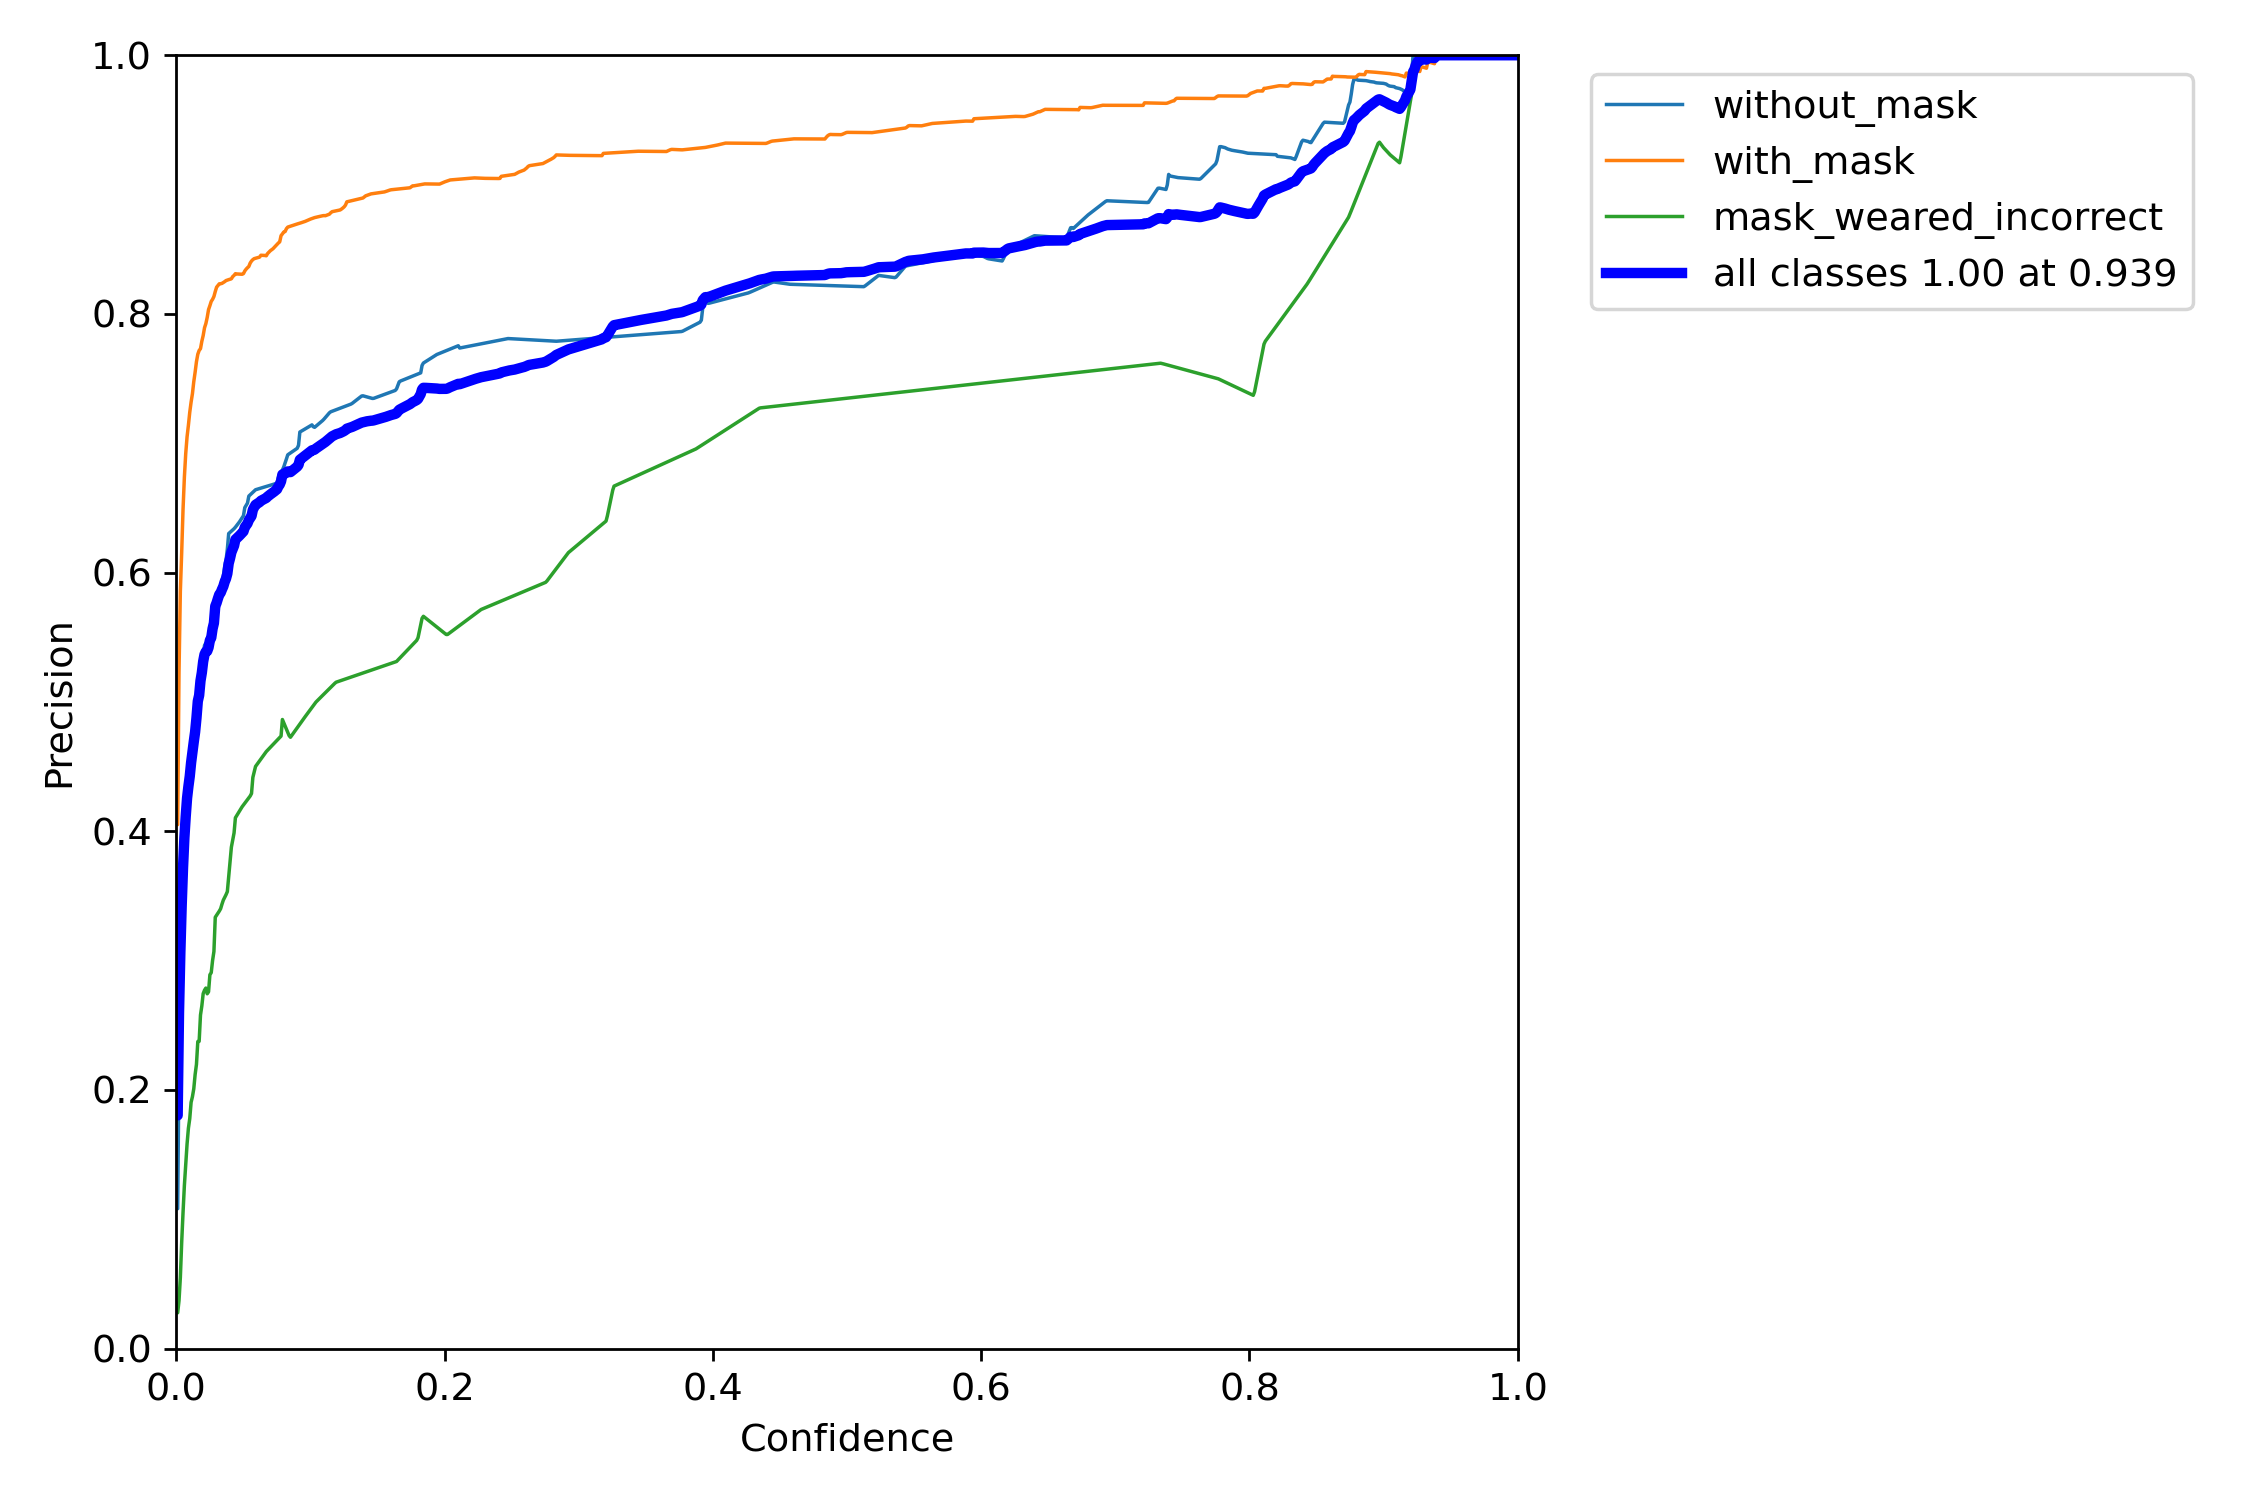 1.0
0.8
0.6
0.4
0.2
0.0
Precision
0.0 0.2 0.4 0.6 0.8 1.0
Confidence
without_mask
with_mask
mask_weared_incorrect
all classes 1.00 at 0.939